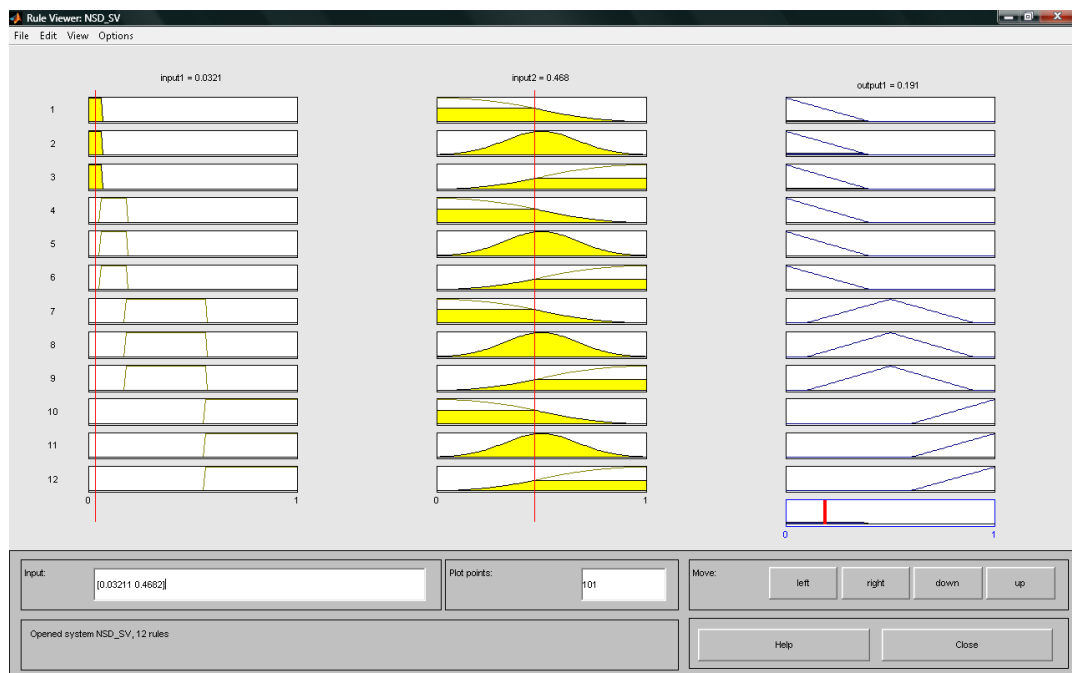 Rule Viewer: NSD_SV
File Edit View Options
input1 = 0.0321
input2 = 0.468
output1 = 0.191
1
2
3
4
5
6
7
8
9
10
11
12
0 1
0 1
0 1
Input:
[0.03211 0.4682]
Plot points:
101
Move:
left
right
down
up
Opened system NSD_SV, 12 rules
Help
Close